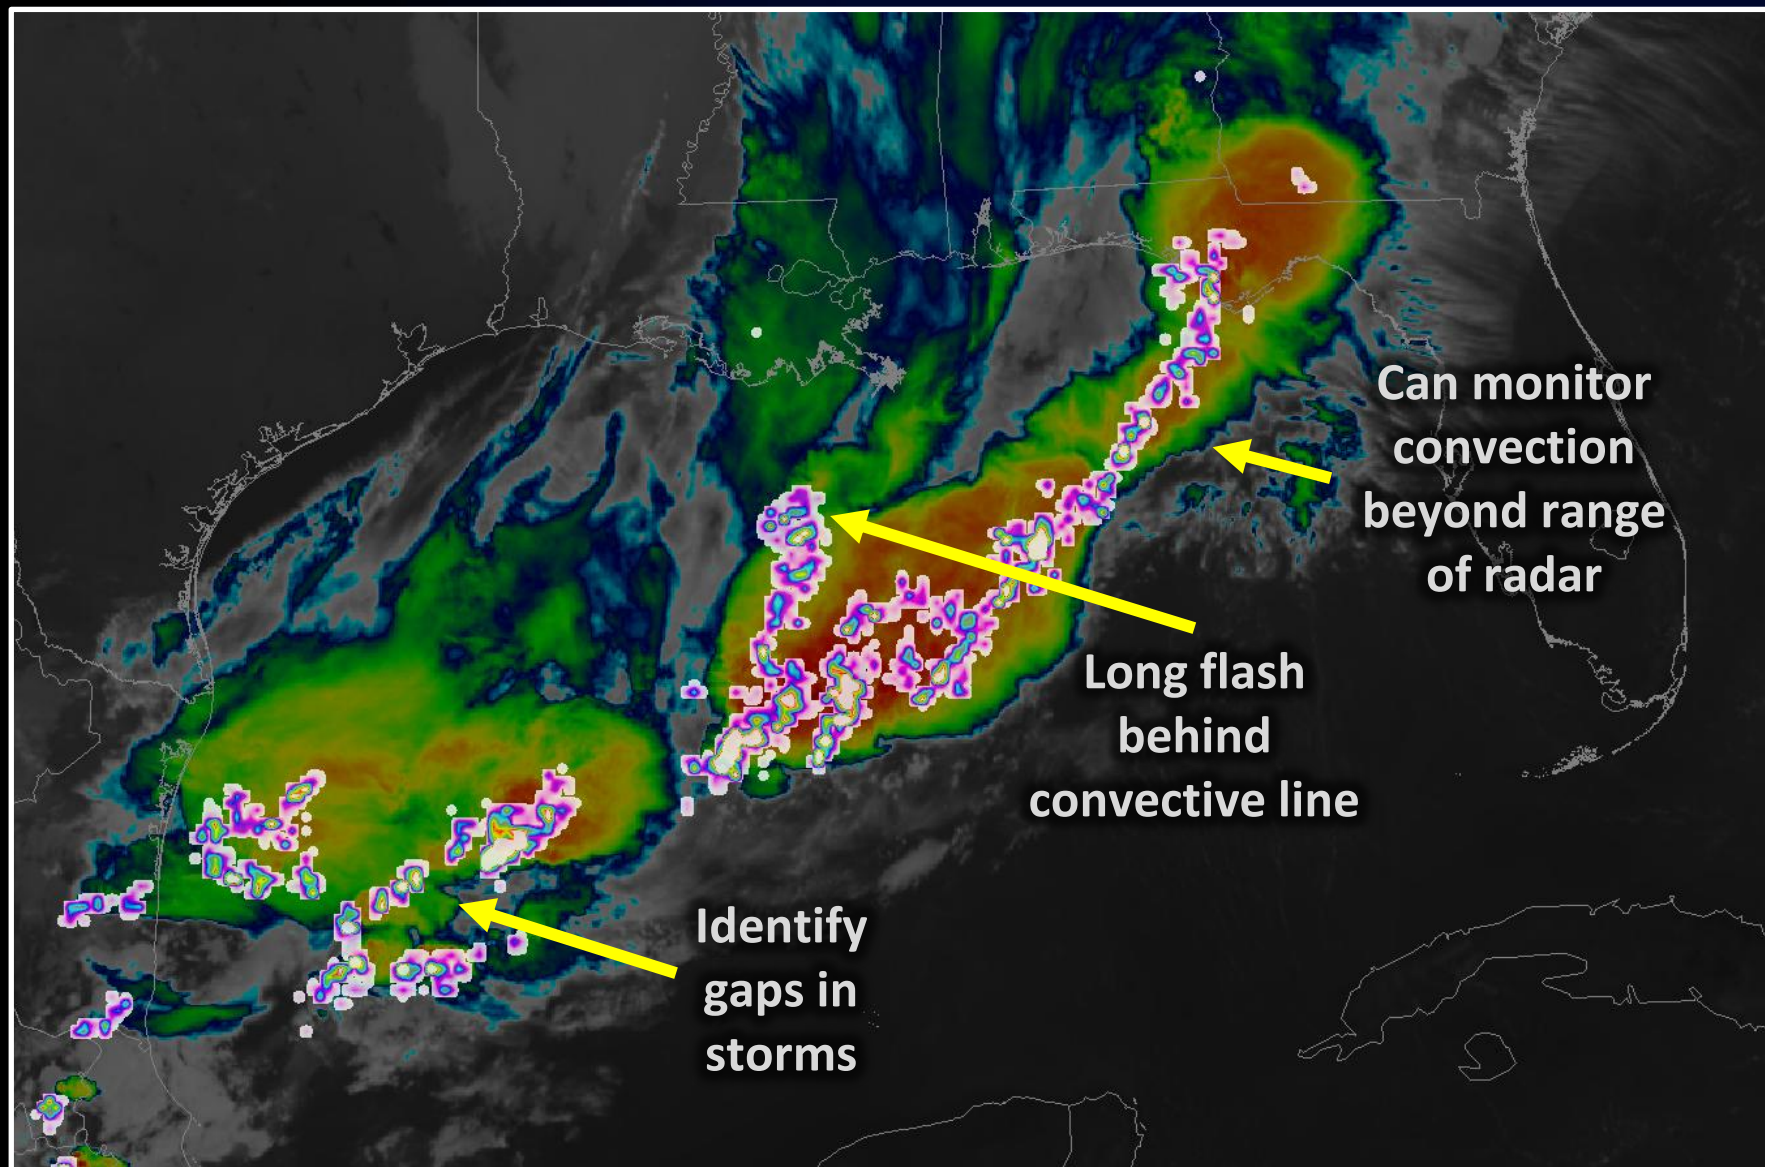 Can monitor
convection
beyond range
of radar
Long flash
behind
convective line
Identify
gaps in
storms